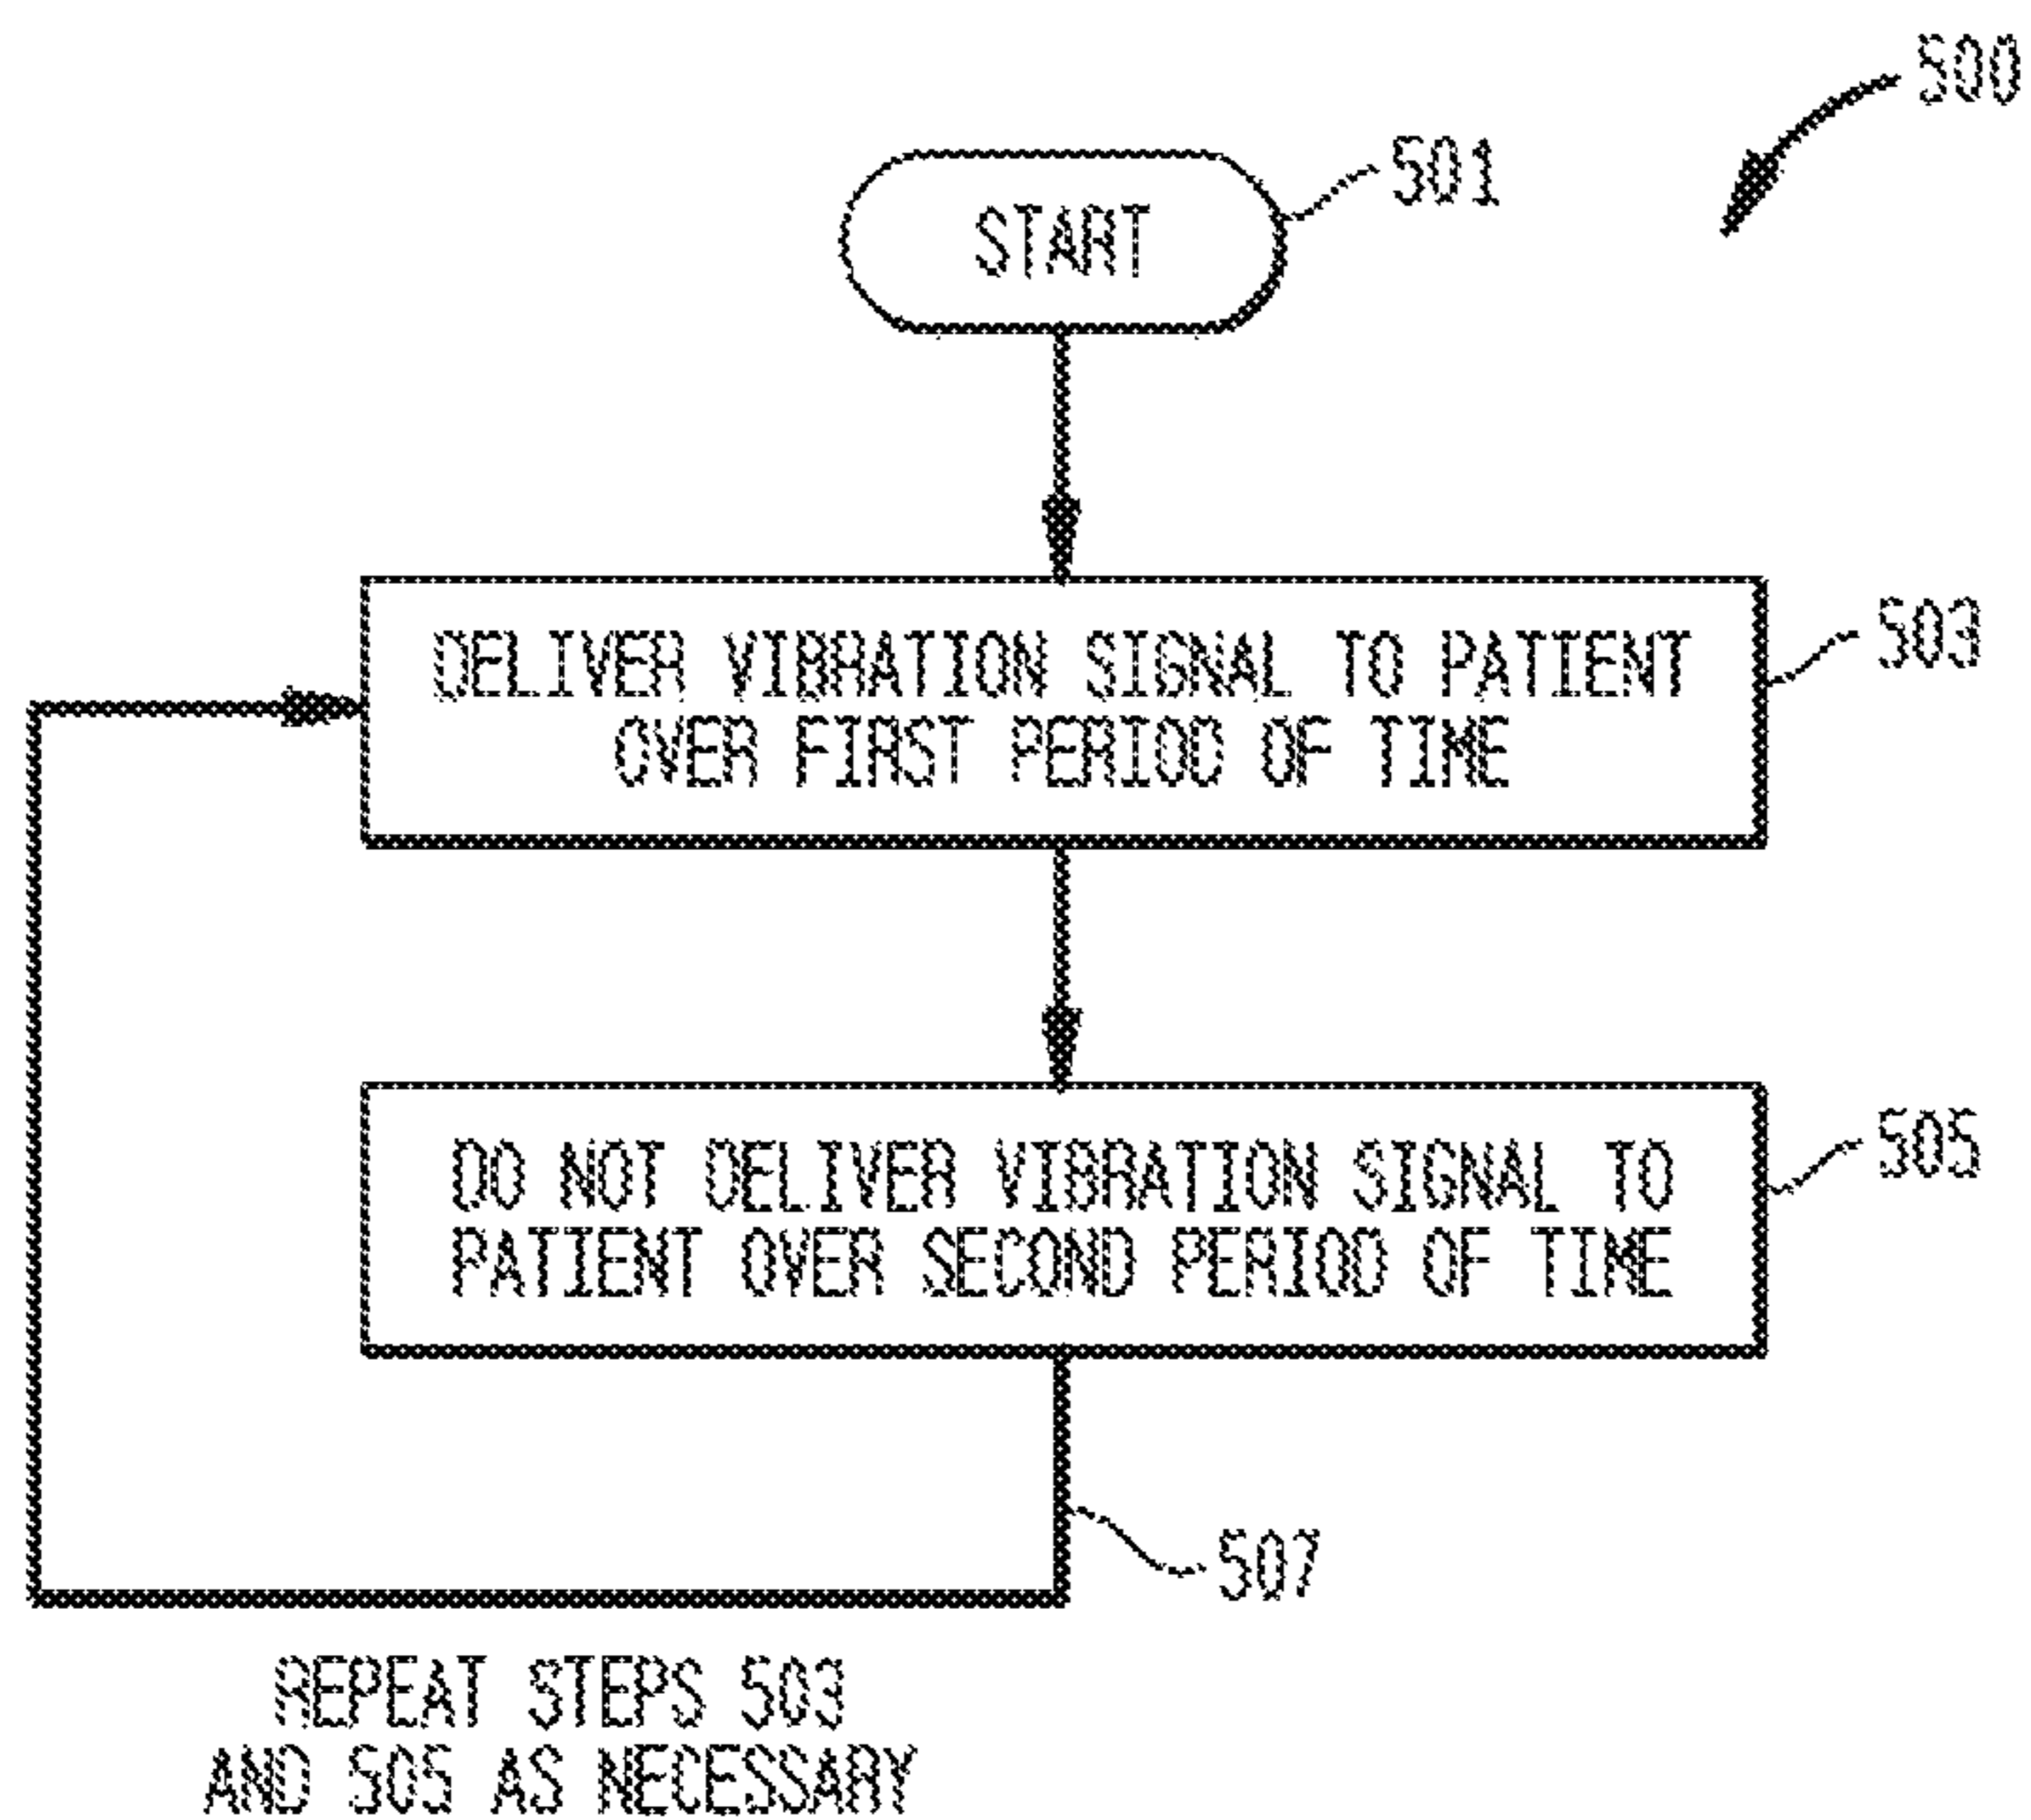 500
501
START
503
DELIVER VIBRATION SIGNAL TO PATIENT
OVER FIRST PERIOD OF TIME
505
DO NOT DELIVER VIBRATION SIGNAL TO
PATIENT OVER SECOND PERIOD OF TIME
507
REPEAT STEPS 503
AND 505 AS NECESSARY